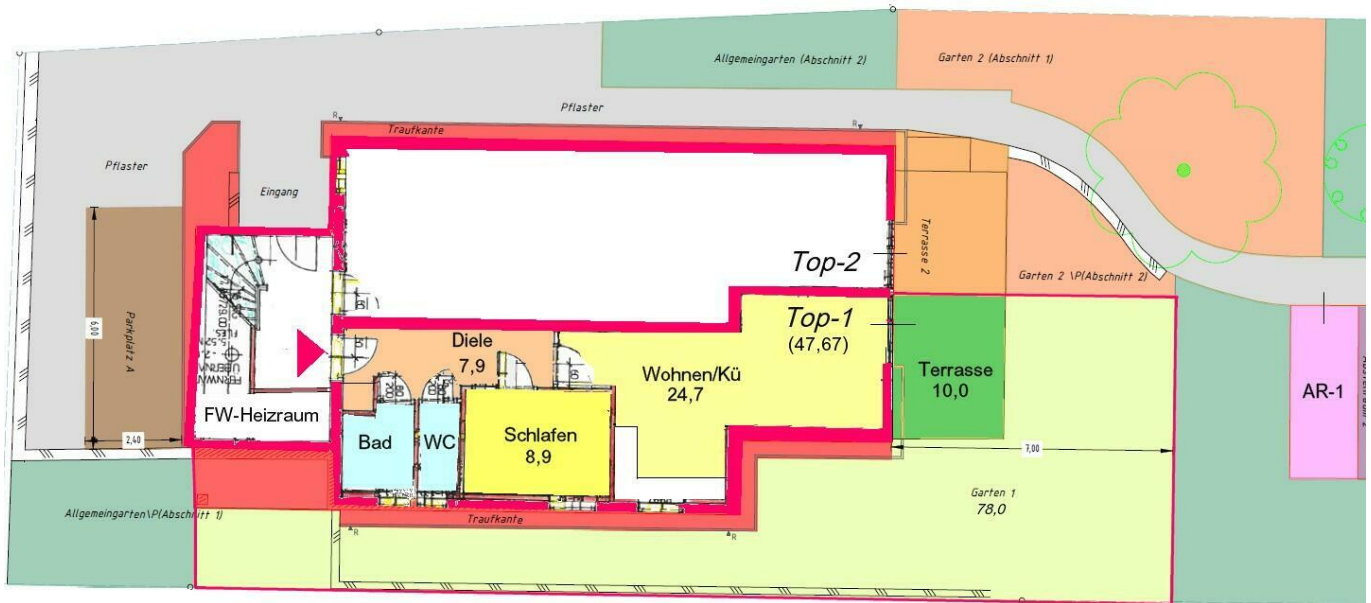 Allgemeingarten (Abschnitt 2)
Garten 2 (Abschnitt 1)
Pflaster
R
Traufkante
R
Pflaster
Eingang
Terrasse 2
Top-2
Garten 2 \P(Abschnitt 2)
6,00
Parkplatz A
Top-1
(47,67)
Diele
7,9
Wohnen/Kü
24,7
Terrasse
10,0
AR-1
FW-Heizraum
2,40
Bad
WC
Schlafen
8,9
7,00
Garten 1
78,0
Allgemeingarten\P(Abschnitt 1)
Traufkante
R
R
80
200
60